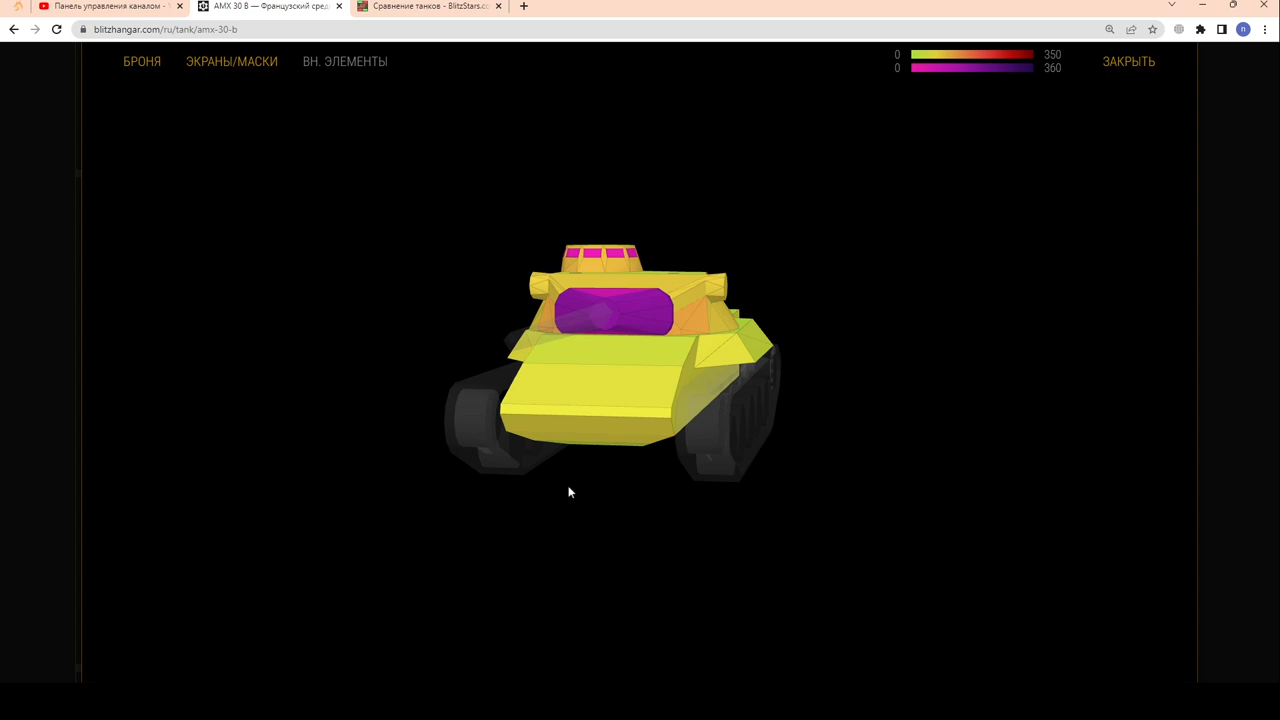 Панель управления каналом -
AMX 30 B — Французский сред
Сравнение танков - BlitzStars.co
blitzhangar.com/ru/tank/amx-30-b
n
БРОНЯ ЭКРАНЫ/МАСКИ ВН. ЭЛЕМЕНТЫ
0 350
0 360
ЗАКРЫТЬ